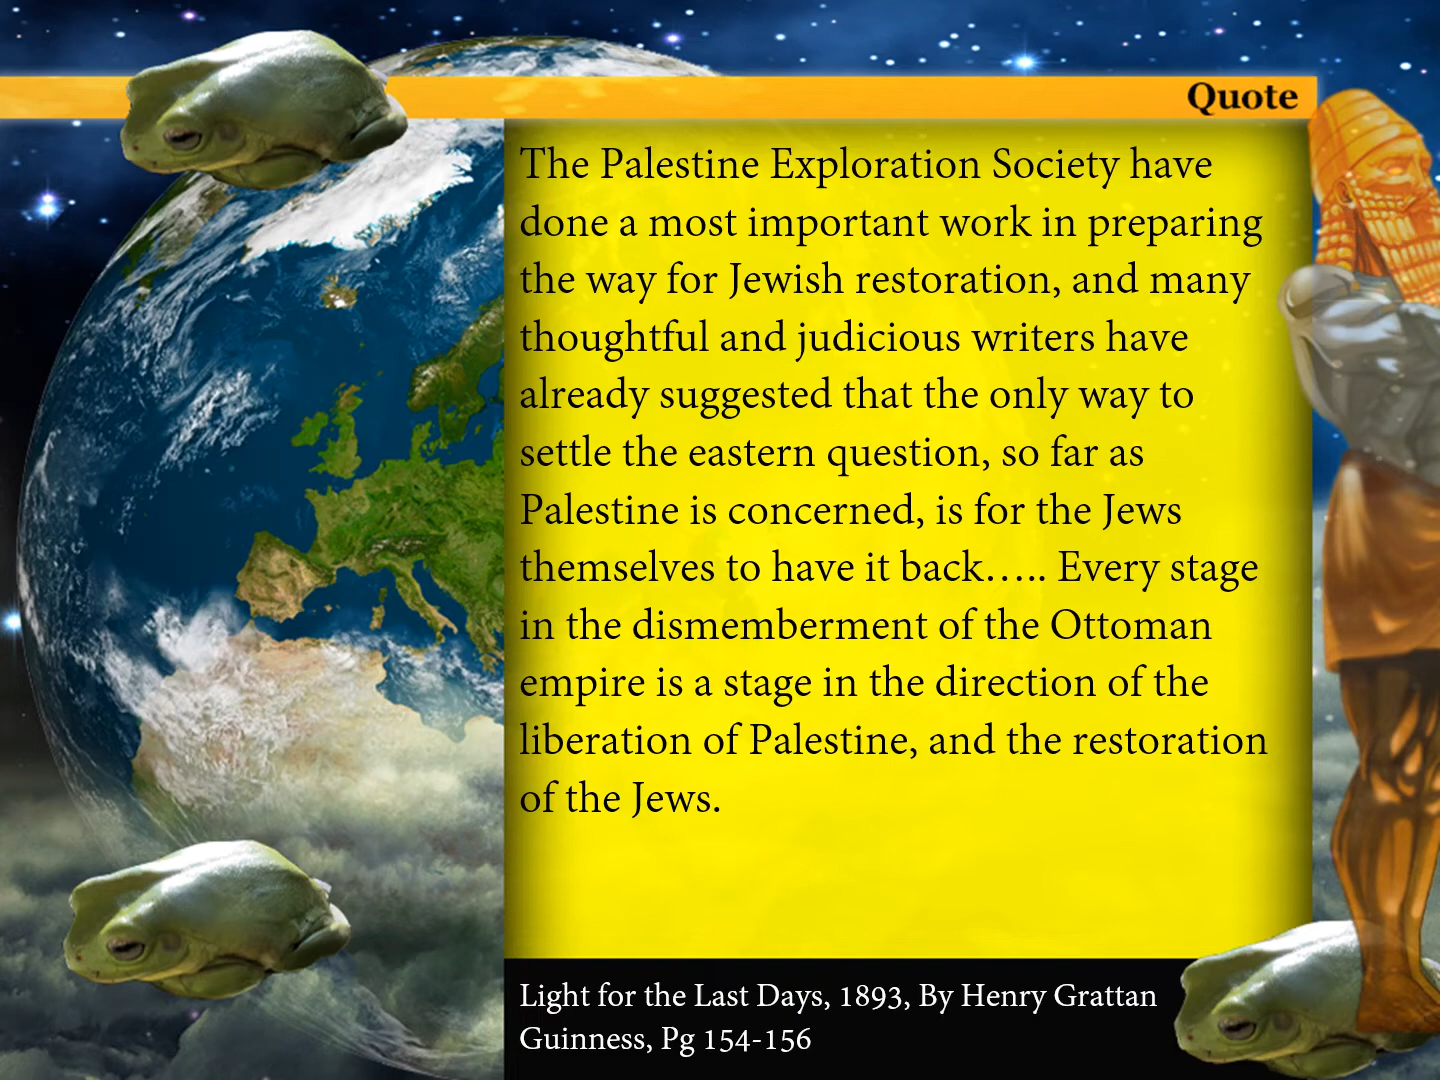 Quote
The Palestine Exploration Society have
done a most important work in preparing
the way for Jewish restoration, and many
thoughtful and judicious writers have
already suggested that the only way to
settle the eastern question, so far as
Palestine is concerned, is for the Jews
themselves to have it back….. Every stage
in the dismemberment of the Ottoman
empire is a stage in the direction of the
liberation of Palestine, and the restoration
of the Jews.
Light for the Last Days, 1893, By Henry Grattan
Guinness, Pg 154-156